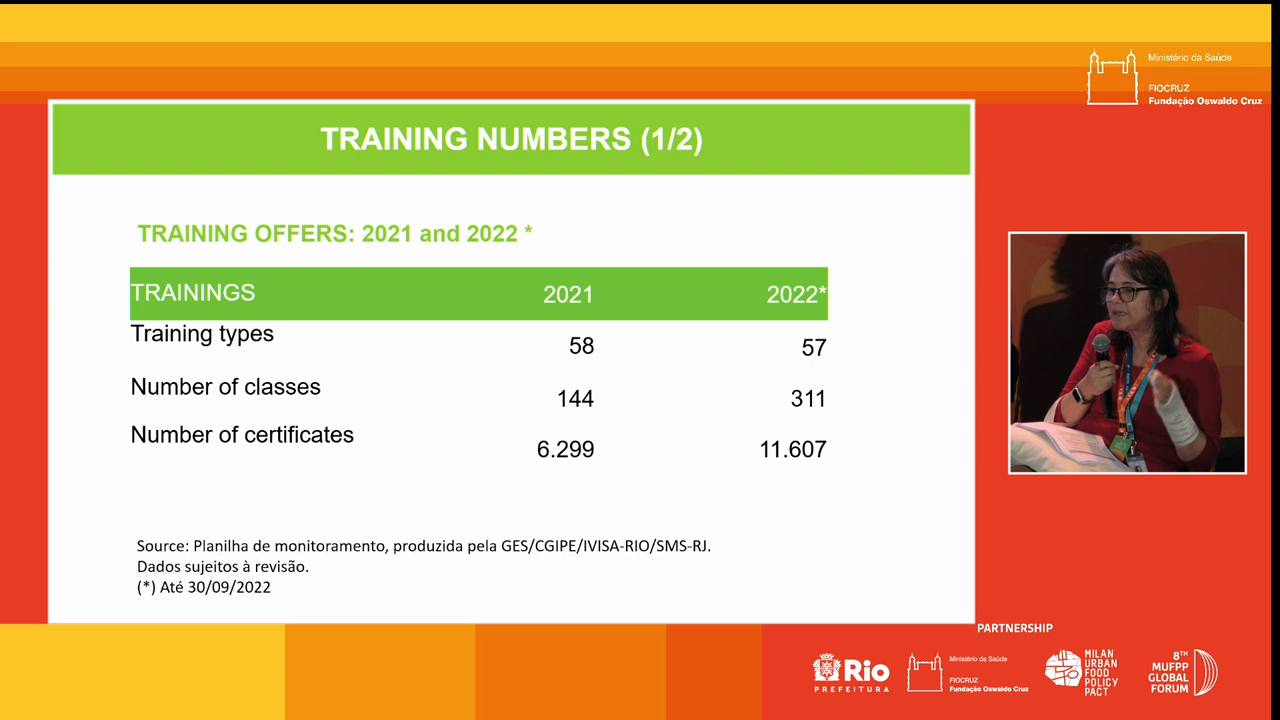 Ministério da Saúde
FIOCRUZ
Fundação Oswaldo Cruz
TRAINING NUMBERS (1/2)
TRAINING OFFERS: 2021 and 2022 *
TRAININGS 2021 2022*
Training types 58 57
Number of classes 144 311
Number of certificates 6.299 11.607
Source: Planilha de monitoramento, produzida pela GES/CGIPE/IVISA-RIO/SMS-RJ.
Dados sujeitos à revisão.
(*) Até 30/09/2022
PARTNERSHIP
Rio
PREFEITURA
Ministério da Saúde
FIOCRUZ
Fundação Oswaldo Cruz
MILAN
URBAN
FOOD
POLICY
PACT
8TH
MUFPP
GLOBAL
FORUM